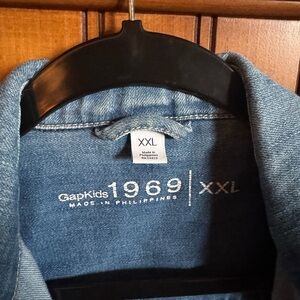 XXL
Made in
Philippines
GapKids 1969 | XXL
MADE IN PHILIPPINES